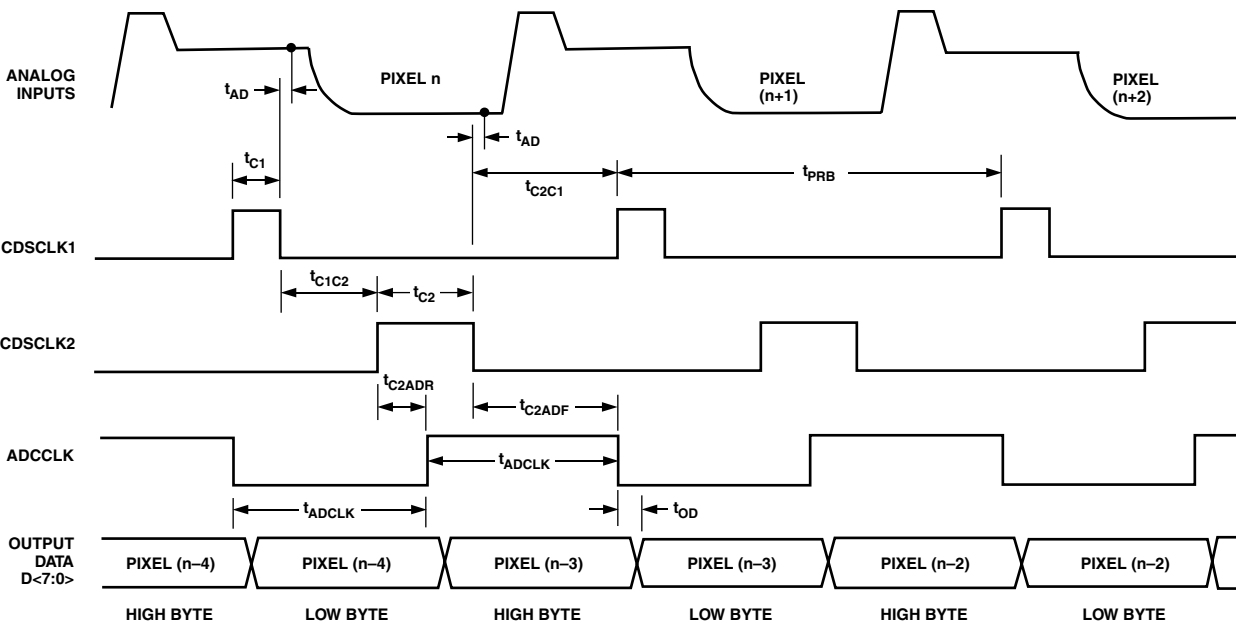 ANALOG
INPUTS
PIXEL n
PIXEL
(n+1)
PIXEL
(n+2)
tAD
tAD
tC1
tC2C1
tPRB
CDSCLK1
tC1C2
tC2
CDSCLK2
tC2ADR
tC2ADF
ADCCLK
tADCLK
tADCLK
tOD
OUTPUT
DATA
D<7:0>
PIXEL (n–4)
PIXEL (n–4)
PIXEL (n–3)
PIXEL (n–3)
PIXEL (n–2)
PIXEL (n–2)
HIGH BYTE
LOW BYTE
HIGH BYTE
LOW BYTE
HIGH BYTE
LOW BYTE